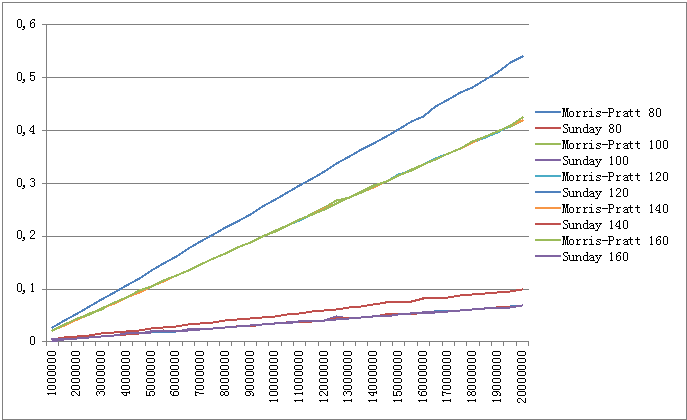 0,6
0,5
0,4
0,3
0,2
0,1
0
1000000
2000000
3000000
4000000
5000000
6000000
7000000
8000000
9000000
10000000
11000000
12000000
13000000
14000000
15000000
16000000
17000000
18000000
19000000
20000000
Morris-Pratt 80
Sunday 80
Morris-Pratt 100
Sunday 100
Morris-Pratt 120
Sunday 120
Morris-Pratt 140
Sunday 140
Morris-Pratt 160
Sunday 160